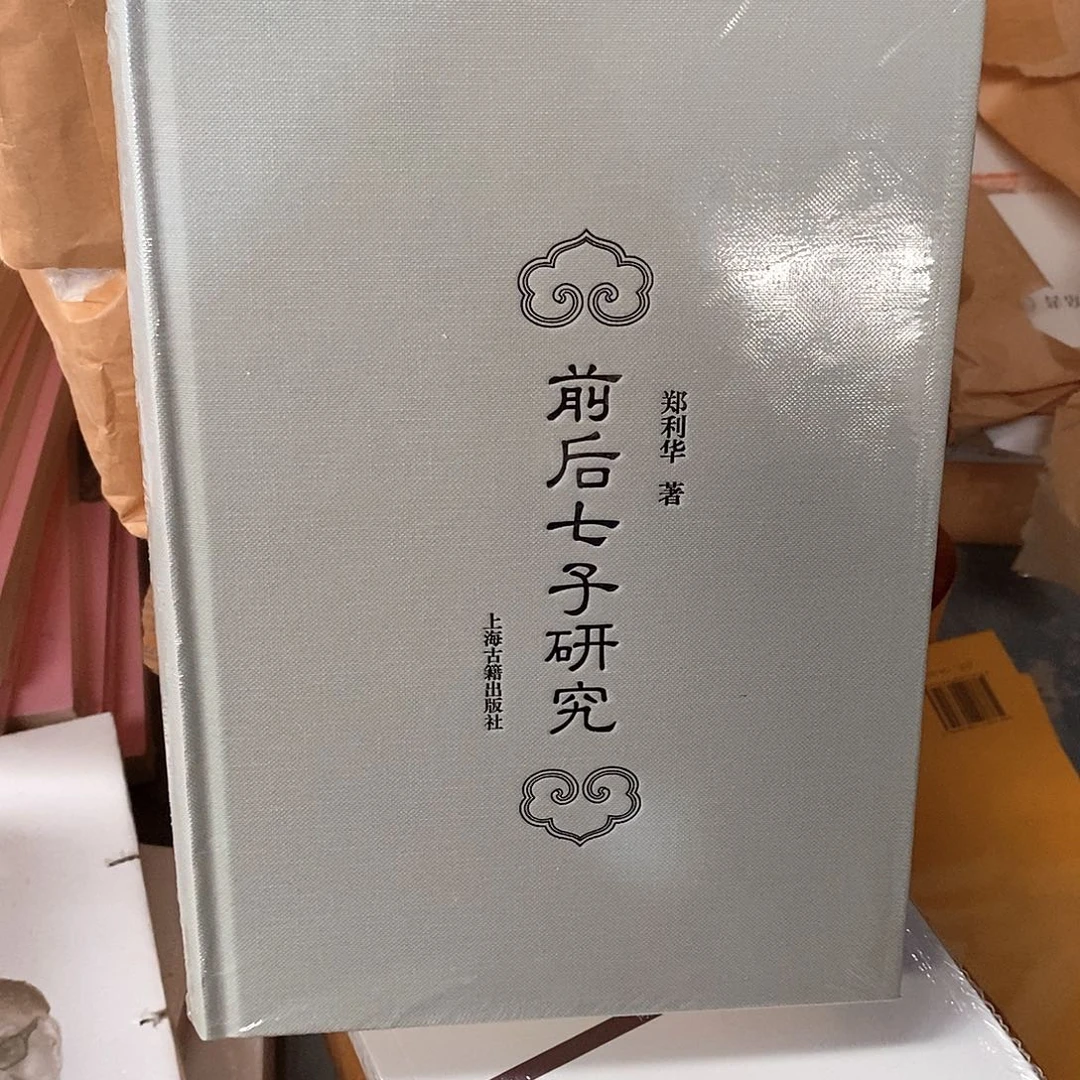 郑利华 著
前后七子研究
上海古籍出版社